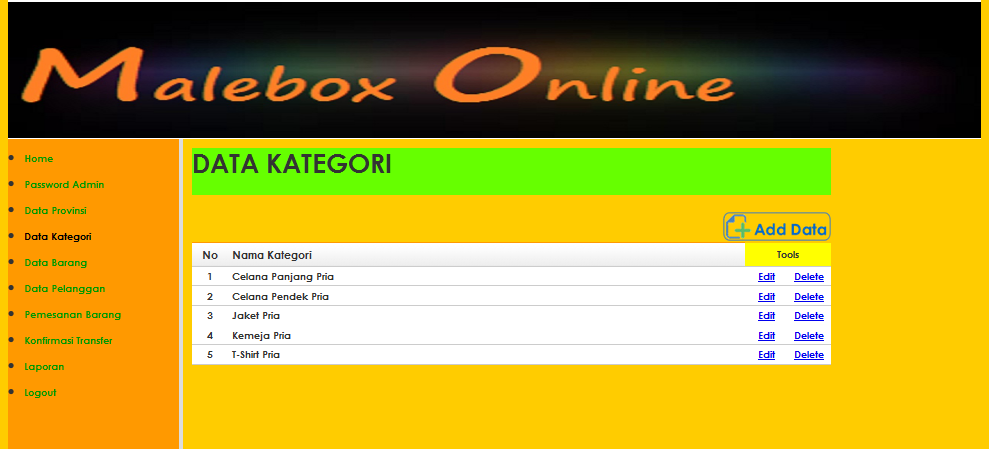 Malebox Online
Home
Password Admin
Data Provinsi
Data Kategori
Data Barang
Data Pelanggan
Pemesanan Barang
Konfirmasi Transfer
Laporan
Logout
DATA KATEGORI
Add Data
No Nama Kategori Tools
1 Celana Panjang Pria Edit Delete
2 Celana Pendek Pria Edit Delete
3 Jaket Pria Edit Delete
4 Kemeja Pria Edit Delete
5 T-Shirt Pria Edit Delete